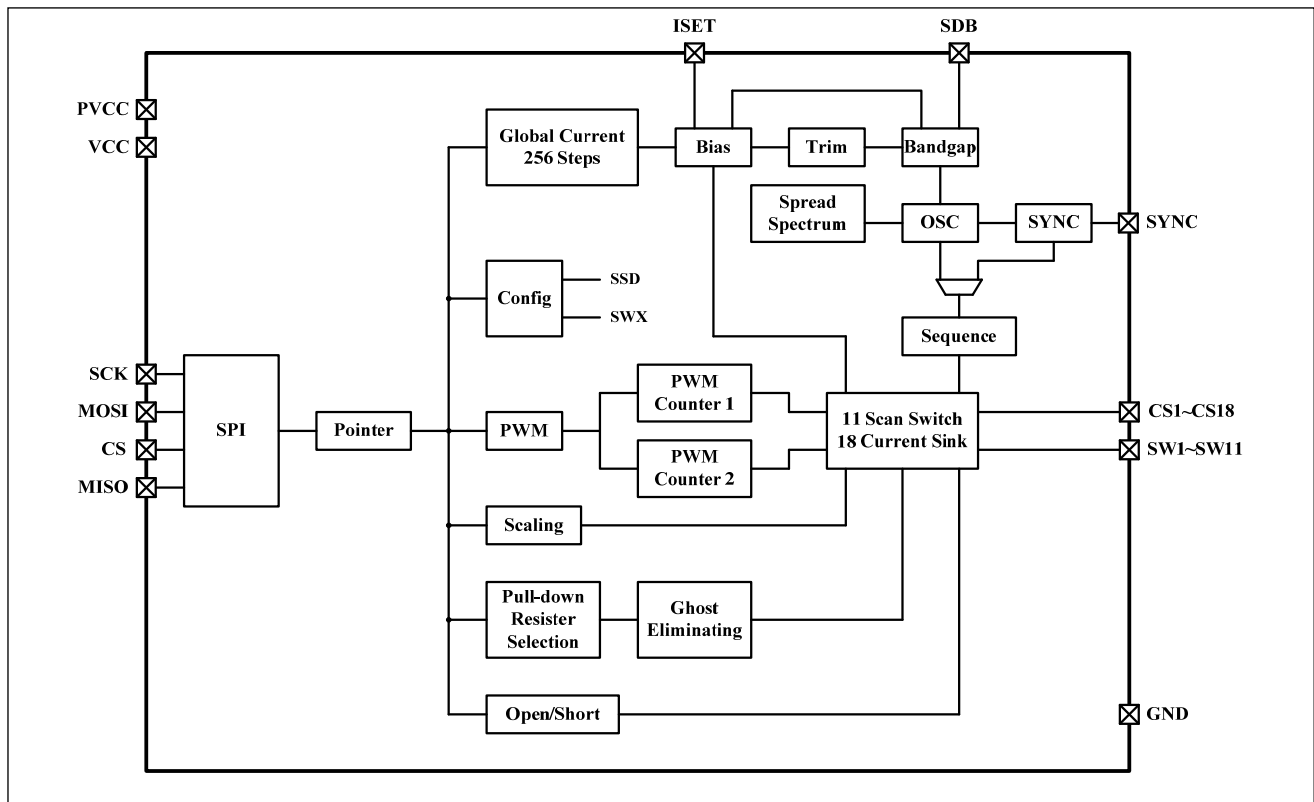 ISET
SDB
PVCC
VCC
Global Current
256 Steps
Bias
Trim
Bandgap
Spread
Spectrum
OSC
SYNC
SYNC
Config
SSD
SWX
Sequence
SCK
MOSI
CS
MISO
SPI
Pointer
PWM
PWM
Counter 1
PWM
Counter 2
11 Scan Switch
18 Current Sink
CS1~CS18
SW1~SW11
Scaling
Pull-down
Resister
Selection
Ghost
Eliminating
Open/Short
GND